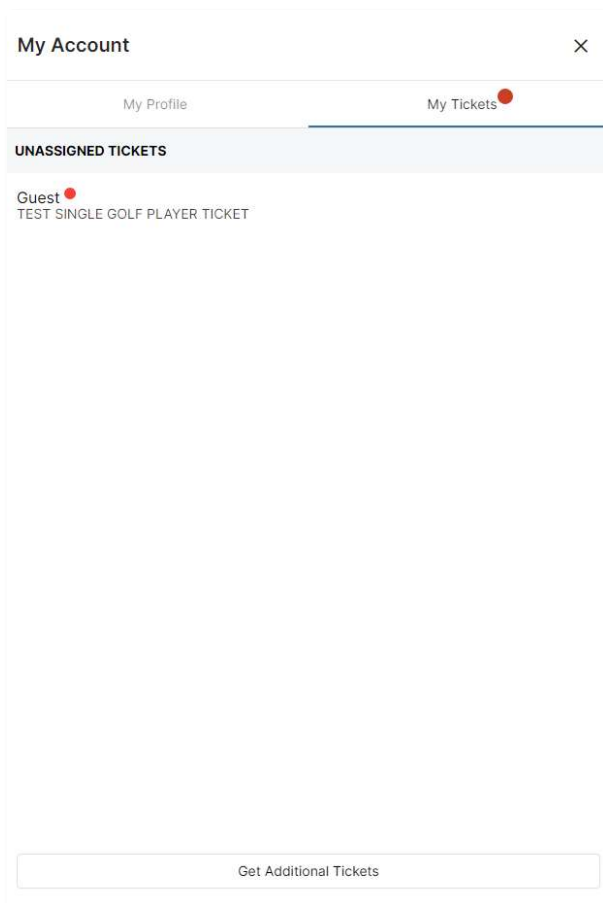 My Account
My Profile
My Tickets
UNASSIGNED TICKETS
Guest
TEST SINGLE GOLF PLAYER TICKET
Get Additional Tickets